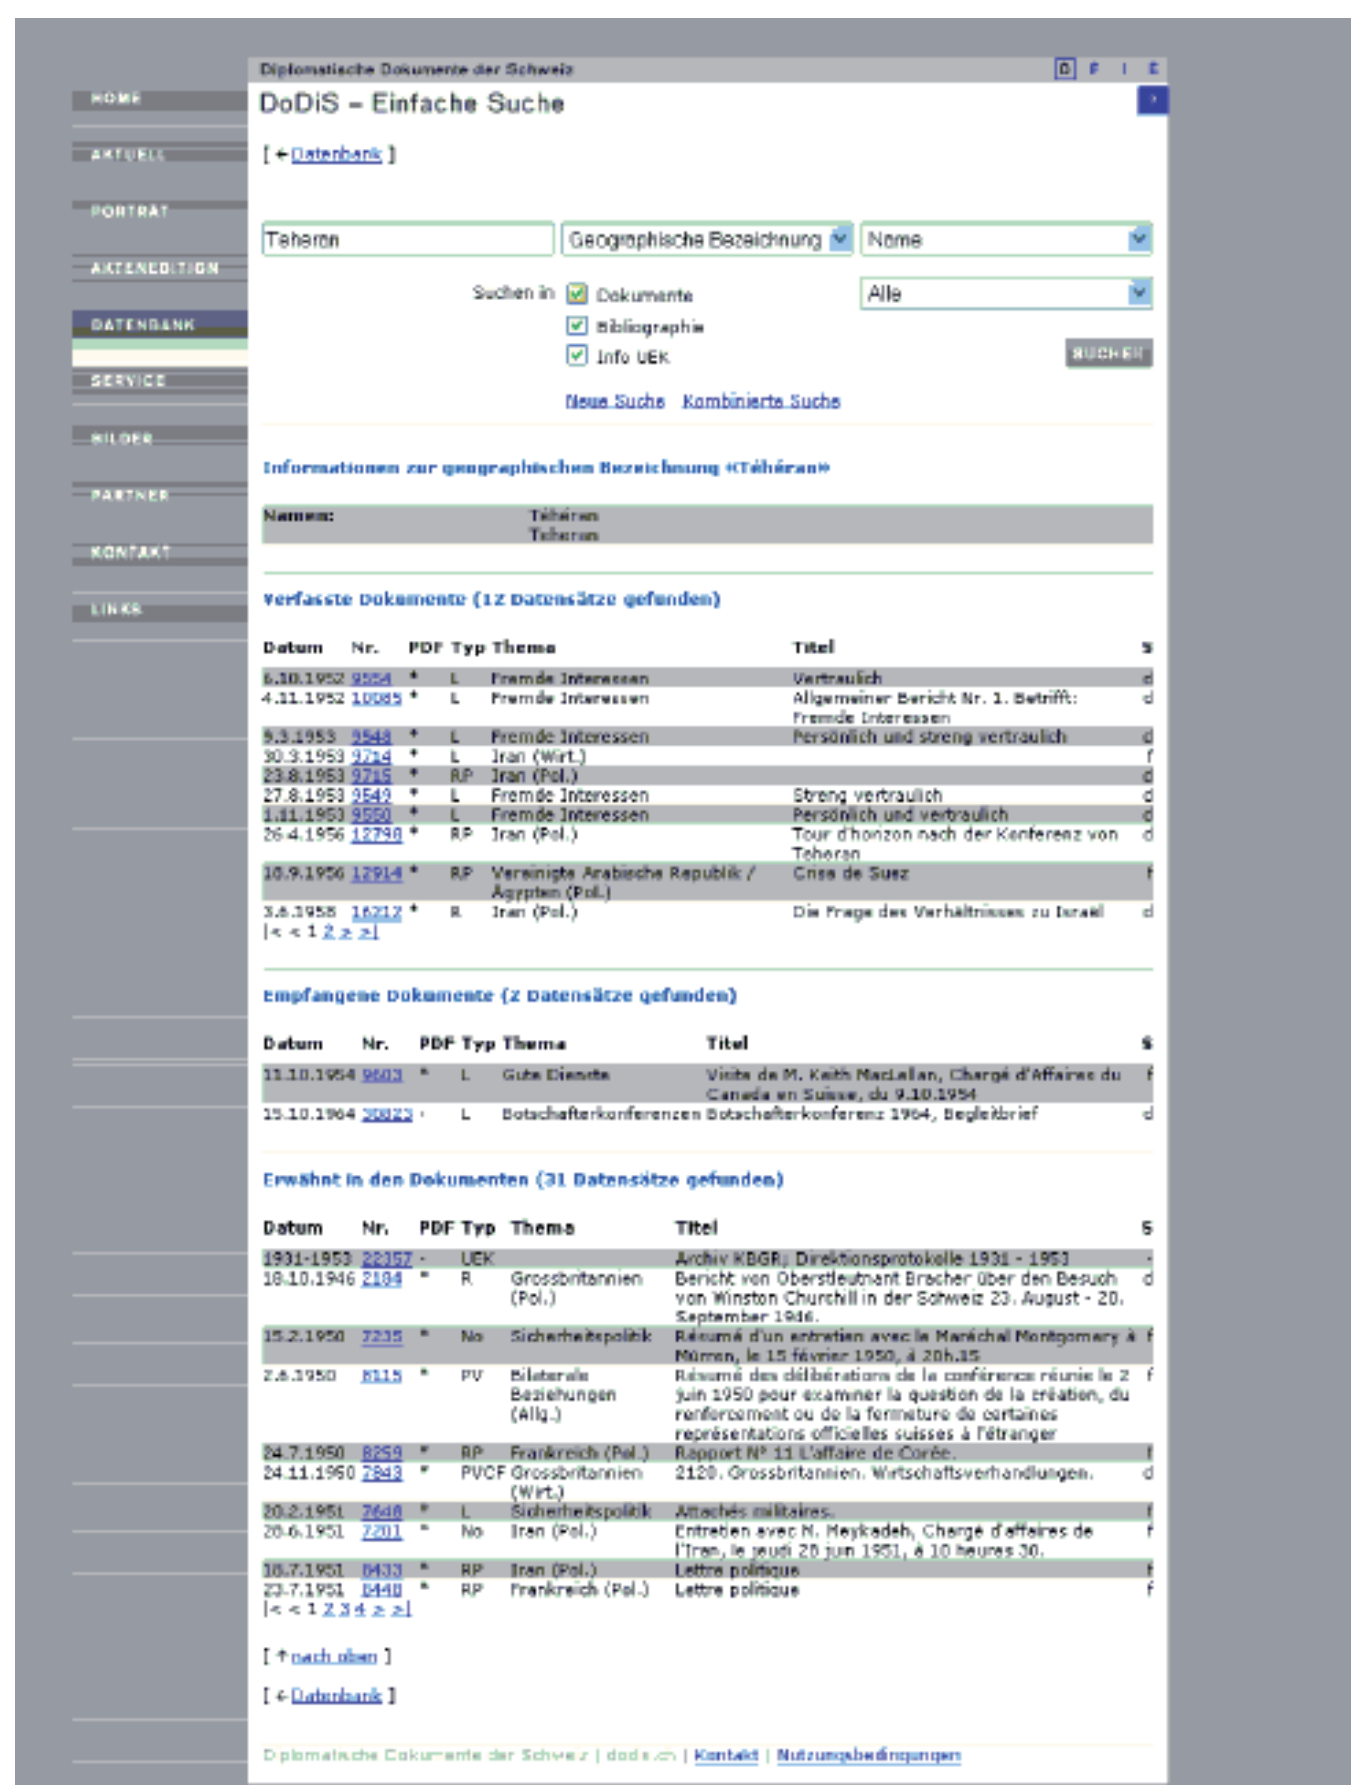 Diplomatische Dokumente der Schweiz D F I E
HOME
DoDiS – Einfache Suche ?
AKTUELL
[ ←Datenbank ]
PORTRÄT
Teheran Geographische Bezeichnung Name
AKTENEDITION
Suchen in Dokumente Alle
DATENBANK
Bibliographie
Info UEK SUCHEN
SERVICE
Neue Suche Kombinierte Suche
BILDER
Informationen zur geographischen Bezeichnung «Téhéran»
PARTNER
Namen: Téhéran
Teheran
KONTAKT
LINKS
Verfasste Dokumente (12 Datensätze gefunden)
Datum Nr. PDF Typ Thema Titel S
6.10.1952 9554 * L Fremde Interessen Vertraulich d
4.11.1952 10085 * L Fremde Interessen Allgemeiner Bericht Nr. 1. Betrifft: d
Fremde Interessen
9.3.1953 9548 * L Fremde Interessen Persönlich und streng vertraulich d
30.3.1953 9714 * L Iran (Wirt.) f
23.8.1953 9715 * RP Iran (Pol.) d
27.8.1953 9549 * L Fremde Interessen Streng vertraulich d
1.11.1953 9550 * L Fremde Interessen Persönlich und vertraulich d
26.4.1956 12798 * RP Iran (Pol.) Tour d'horizon nach der Konferenz von d
Teheran
18.9.1956 12914 * RP Vereinigte Arabische Republik / Crise de Suez f
Ägypten (Pol.)
3.6.1958 16212 * R Iran (Pol.) Die Frage des Verhältnisses zu Israël d
|< < 1 2 > >|
Empfangene Dokumente (2 Datensätze gefunden)
Datum Nr. PDF Typ Thema Titel S
11.10.1954 9603 * L Gute Dienste Visite de M. Keith MacLellan, Chargé d'Affaires du f
Canada en Suisse, du 9.10.1954
15.10.1964 30823 - L Botschafterkonferenzen Botschafterkonferenz 1964, Begleitbrief d
Erwähnt in den Dokumenten (31 Datensätze gefunden)
Datum Nr. PDF Typ Thema Titel S
1931-1953 22357 - UEK Archiv KBGR; Direktionsprotokolle 1931 - 1953 -
18.10.1946 2184 * R Grossbritannien Bericht von Oberstleutnant Bracher über den Besuch d
(Pol.) von Winston Churchill in der Schweiz 23. August - 20.
September 1946.
15.2.1950 7235 * No Sicherheitspolitik Résumé d'un entretien avec le Maréchal Montgomery à f
Mürren, le 15 février 1950, à 20h.15
2.6.1950 8115 * PV Bilaterale Résumé des délibérations de la conférence réunie le 2 f
Beziehungen juin 1950 pour examiner la question de la création, du
(Allg.) renforcement ou de la fermeture de certaines
représentations officielles suisses à l'étranger
24.7.1950 8259 * RP Frankreich (Pol.) Rapport N° 11 L'affaire de Corée. f
24.11.1950 7843 * PVCF Grossbritannien 2120. Grossbritannien. Wirtschaftsverhandlungen. d
(Wirt.)
20.2.1951 7648 * L Sicherheitspolitik Attachés militaires. f
28.6.1951 7201 * No Iran (Pol.) Entretien avec M. Meykadeh, Chargé d'affaires de f
l'Iran, le jeudi 28 juin 1951, à 10 heures 30.
18.7.1951 8433 * RP Iran (Pol.) Lettre politique f
23.7.1951 8448 * RP Frankreich (Pol.) Lettre politique f
|< < 1 2 3 4 > >|
[ ↑nach oben ]
[ ←Datenbank ]
Diplomatische Dokumente der Schweiz | dodis.ch | Kontakt | Nutzungsbedingungen